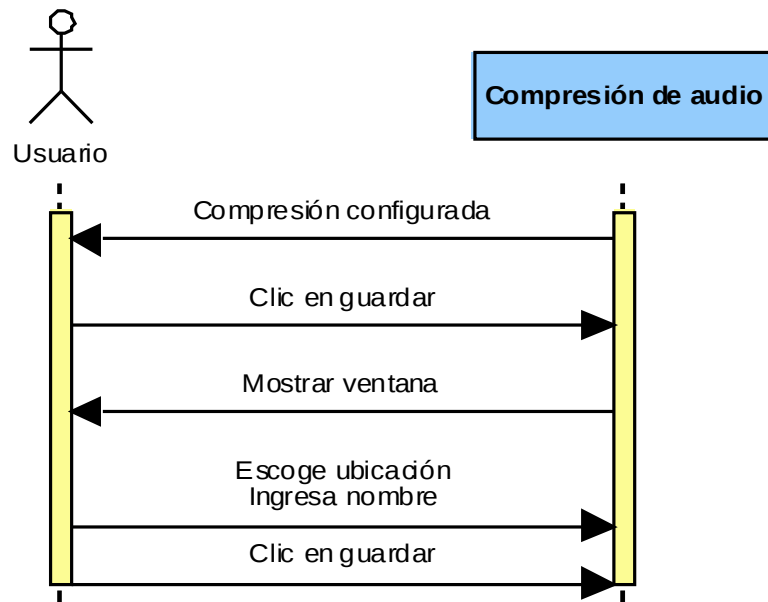 Compresión de audio
Usuario
Compresión configurada
Clic en guardar
Mostrar ventana
Escoge ubicación
Ingresa nombre
Clic en guardar